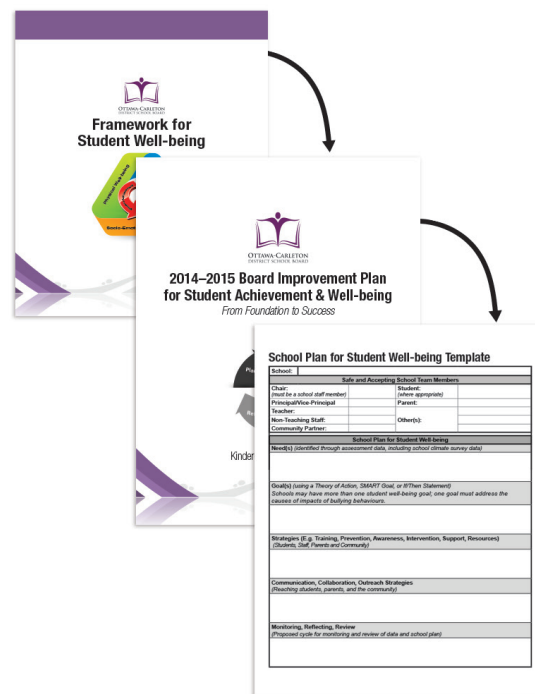 OTTAWA-CARLETON
DISTRICT SCHOOL BOARD
Framework for
Student Well-being
Physical Well-being
OTTAWA-CARLETON
DISTRICT SCHOOL BOARD
2014–2015 Board Improvement Plan
for Student Achievement & Well-being
From Foundation to Success
Kinder
School Plan for Student Well-being Template
School:
Safe and Accepting School Team Members
Chair: Student:
(must be a school staff member) (where appropriate)
Principal/Vice-Principal Parent:
Teacher:
Non-Teaching Staff: Other(s):
Community Partner:
School Plan for Student Well-being
Need(s) (identified through assessment data, including school climate survey data)
Goal(s) (using a Theory of Action, SMART Goal, or If/Then Statement)
Schools may have more than one student well-being goal; one goal must address the
causes of impacts of bullying behaviours.
Strategies (E.g. Training, Prevention, Awareness, Intervention, Support, Resources)
(Students, Staff, Parents and Community)
Communication, Collaboration, Outreach Strategies
(Reaching students, parents, and the community)
Monitoring, Reflecting, Review
(Proposed cycle for monitoring and review of data and school plan)